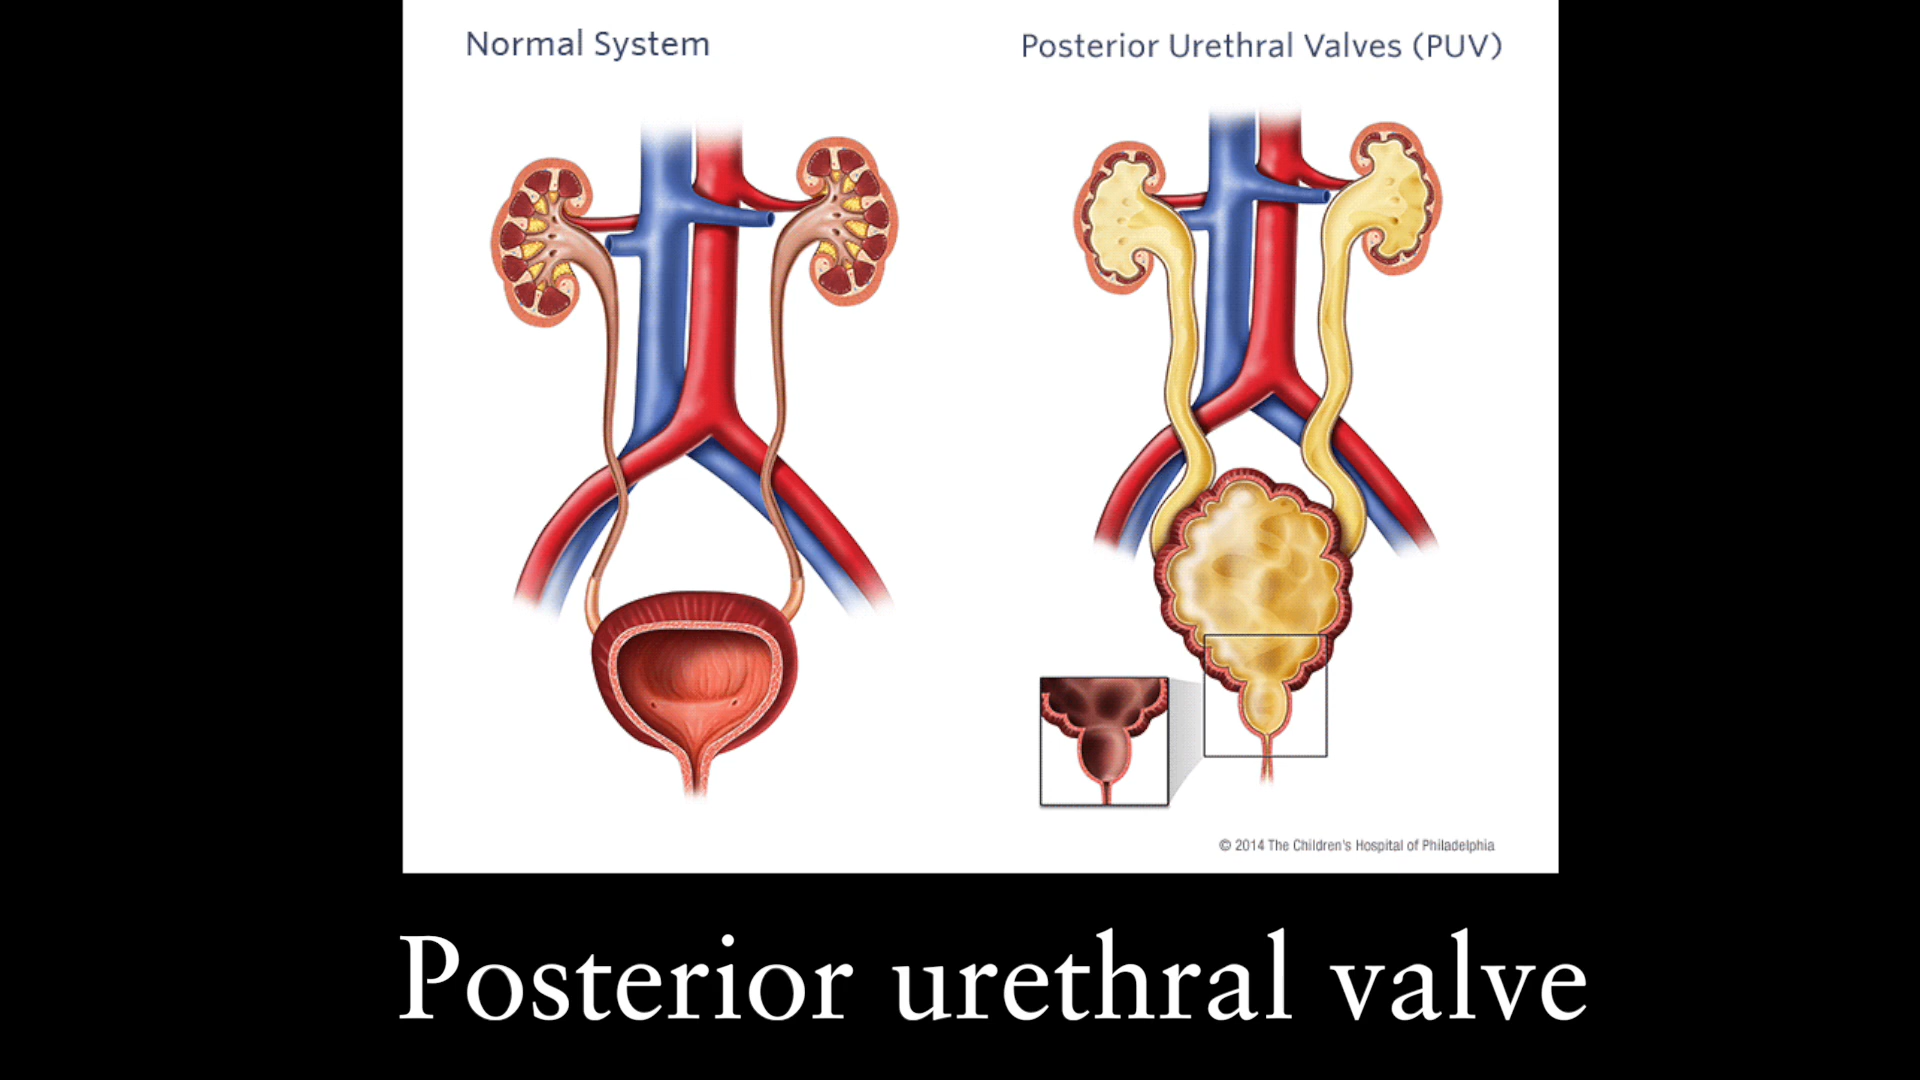 Normal System
Posterior Urethral Valves (PUV)
© 2014 The Children's Hospital of Philadelphia
Posterior urethral valve